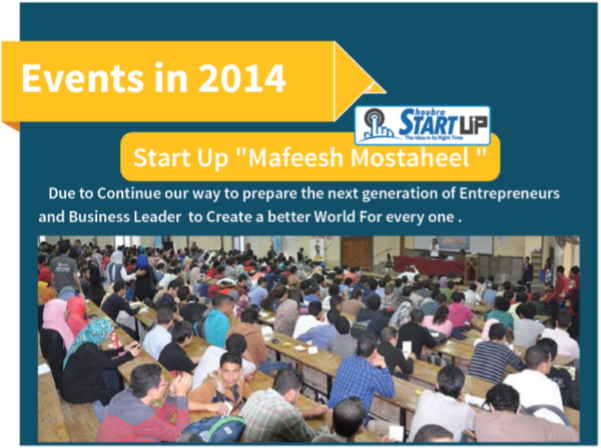 Events in 2014
Shoubra
START UP
The Idea in its Right Time
Start Up "Mafeesh Mostaheel "
Due to Continue our way to prepare the next generation of Entrepreneurs
and Business Leader to Create a better World For every one .